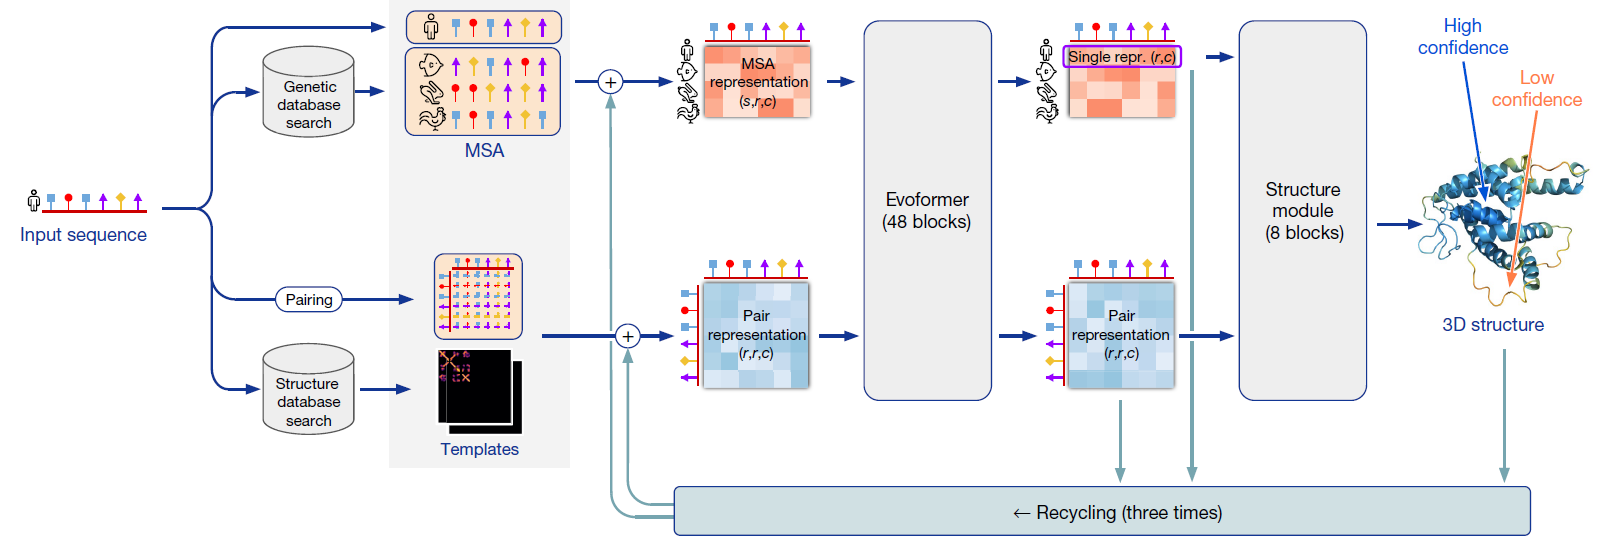 High
confidence
Low
confidence
Genetic
database
search
MSA
MSA
representation
(s,r,c)
Single repr. (r,c)
Evoformer
(48 blocks)
Structure
module
(8 blocks)
Input sequence
Pairing
+
+
Pair
representation
(r,r,c)
Pair
representation
(r,r,c)
3D structure
Structure
database
search
Templates
← Recycling (three times)